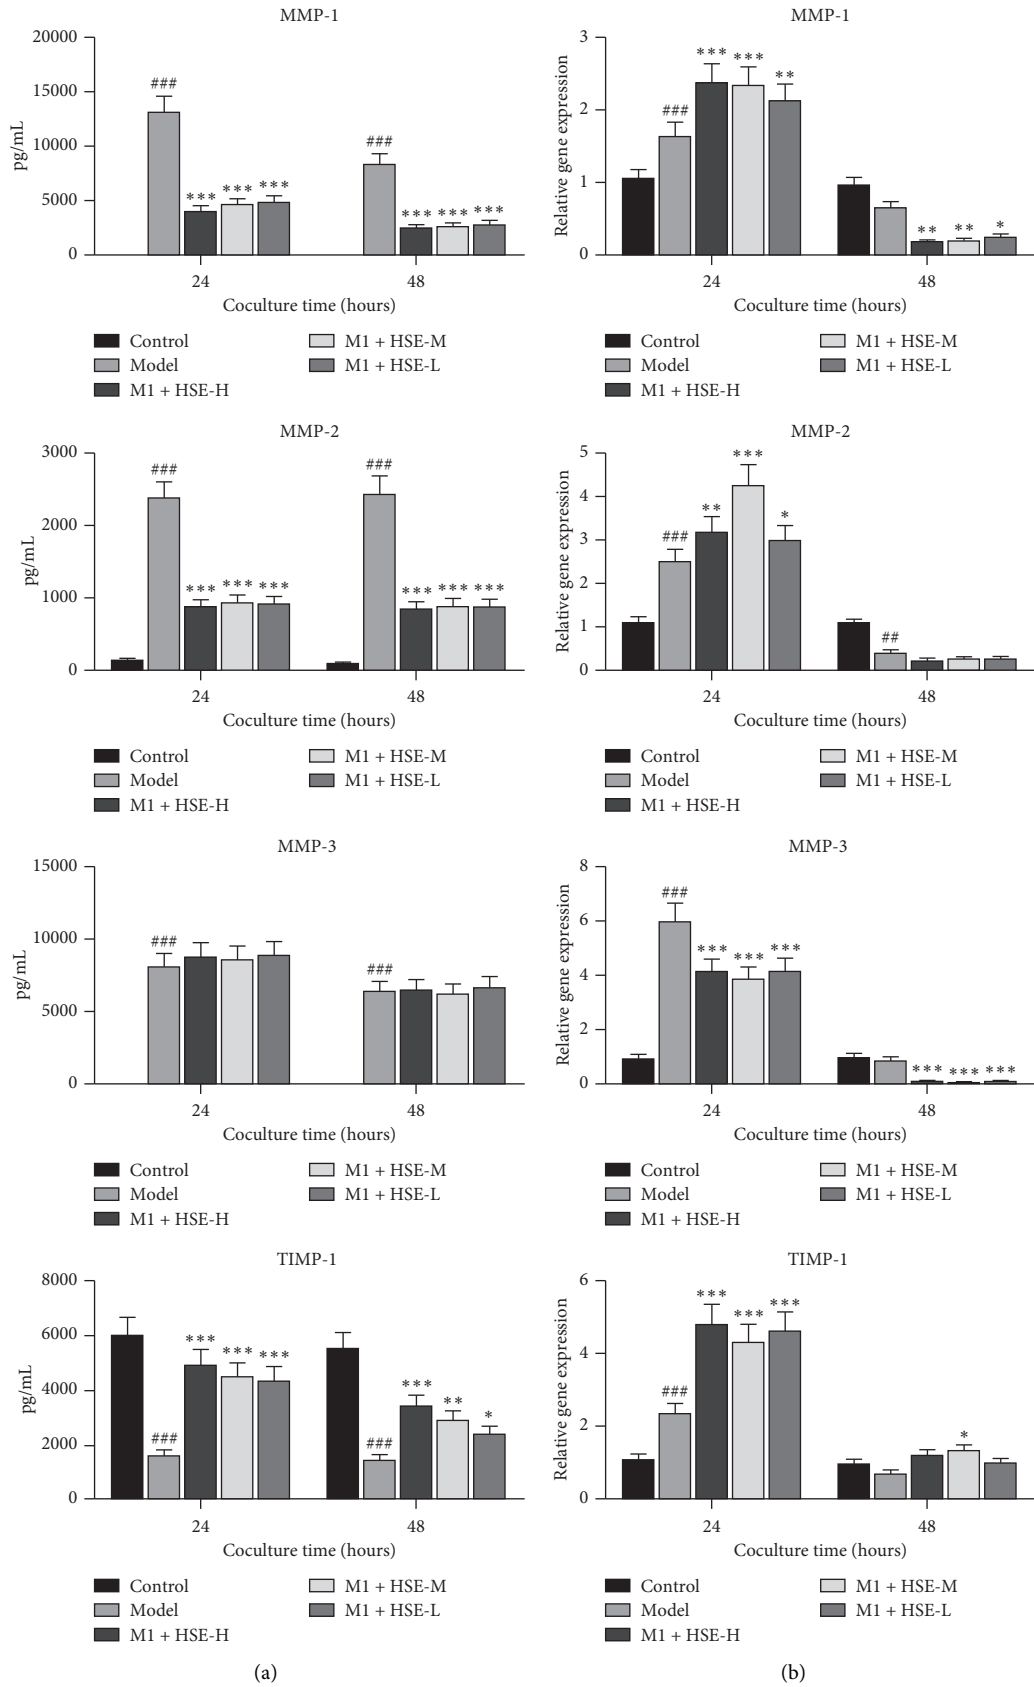 MMP-1
20000
15000
10000
5000
0
pg/mL
###
***
***
***
###
***
***
***
24
48
Coculture time (hours)
Control
Model
M1 + HSE-H
M1 + HSE-M
M1 + HSE-L
MMP-1
3
2
1
0
Relative gene expression
###
***
***
**
**
**
*
24
48
Coculture time (hours)
Control
Model
M1 + HSE-H
M1 + HSE-M
M1 + HSE-L
MMP-2
3000
2000
1000
0
pg/mL
###
***
***
***
###
***
***
***
24
48
Coculture time (hours)
Control
Model
M1 + HSE-H
M1 + HSE-M
M1 + HSE-L
MMP-2
5
4
3
2
1
0
Relative gene expression
###
**
***
*
##
24
48
Coculture time (hours)
Control
Model
M1 + HSE-H
M1 + HSE-M
M1 + HSE-L
MMP-3
15000
10000
5000
0
pg/mL
###
###
24
48
Coculture time (hours)
Control
Model
M1 + HSE-H
M1 + HSE-M
M1 + HSE-L
MMP-3
8
6
4
2
0
Relative gene expression
###
***
***
***
***
***
***
24
48
Coculture time (hours)
Control
Model
M1 + HSE-H
M1 + HSE-M
M1 + HSE-L
TIMP-1
8000
6000
4000
2000
0
pg/mL
###
***
***
***
###
***
**
*
24
48
Coculture time (hours)
Control
Model
M1 + HSE-H
M1 + HSE-M
M1 + HSE-L
(a)
TIMP-1
6
4
2
0
Relative gene expression
###
***
***
***
*
24
48
Coculture time (hours)
Control
Model
M1 + HSE-H
M1 + HSE-M
M1 + HSE-L
(b)